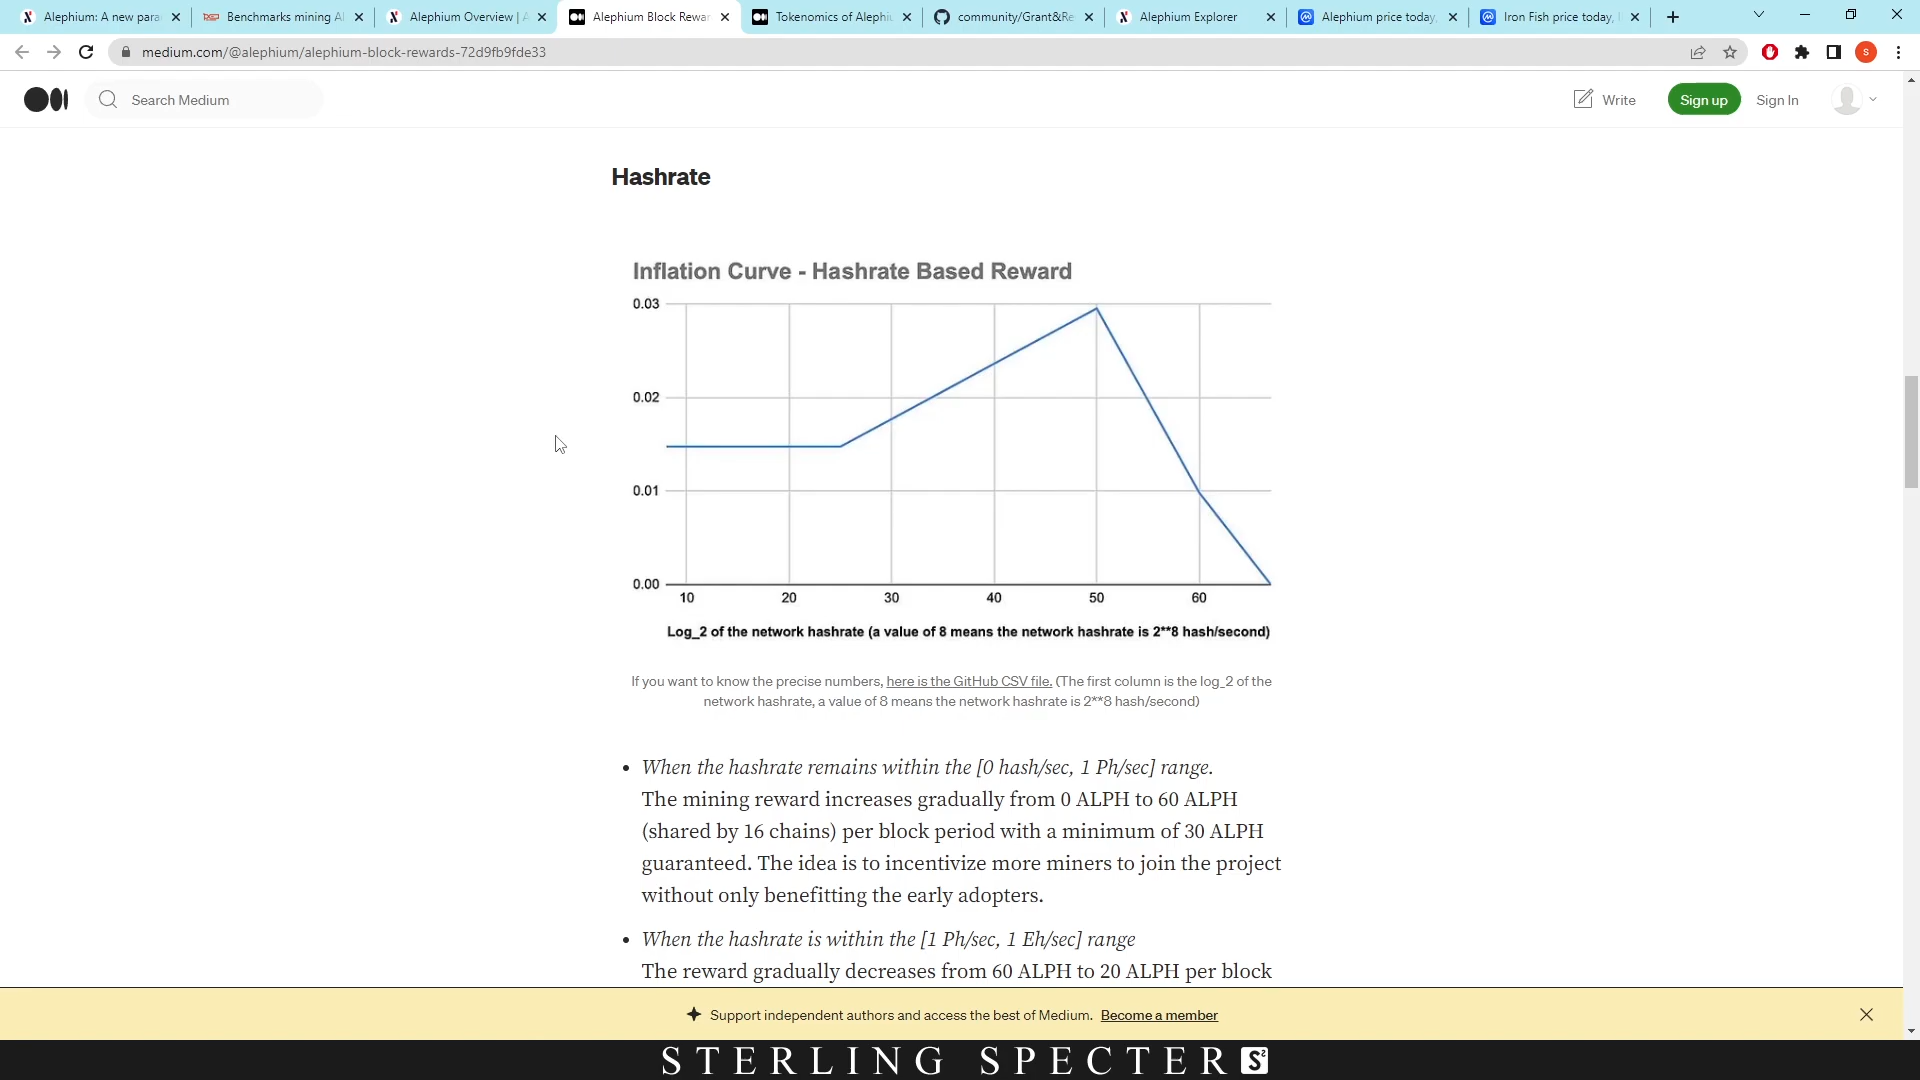 Alephium: A new para
Benchmarks mining Al
Alephium Overview | A
Alephium Block Rewar
Tokenomics of Alephiu
community/Grant&Re
Alephium Explorer
Alephium price today,
Iron Fish price today, I
medium.com/@alephium/alephium-block-rewards-72d9fb9fde33
S
Search Medium
Write
Sign up
Sign In
Hashrate
Inflation Curve - Hashrate Based Reward
0.03
0.02
0.01
0.00
10 20 30 40 50 60
Log_2 of the network hashrate (a value of 8 means the network hashrate is 2**8 hash/second)
If you want to know the precise numbers, here is the GitHub CSV file. (The first column is the log_2 of the
network hashrate, a value of 8 means the network hashrate is 2**8 hash/second)
• When the hashrate remains within the [0 hash/sec, 1 Ph/sec] range.
The mining reward increases gradually from 0 ALPH to 60 ALPH
(shared by 16 chains) per block period with a minimum of 30 ALPH
guaranteed. The idea is to incentivize more miners to join the project
without only benefitting the early adopters.
• When the hashrate is within the [1 Ph/sec, 1 Eh/sec] range
The reward gradually decreases from 60 ALPH to 20 ALPH per block
Support independent authors and access the best of Medium. Become a member
STERLING SPECTER S²